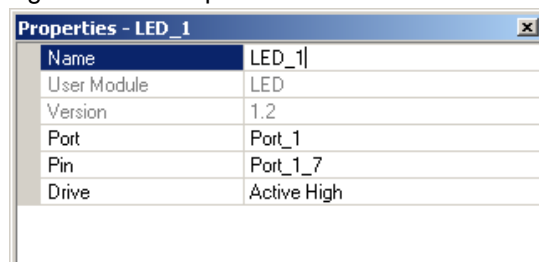 Properties - LED_1
Name LED_1
User Module LED
Version 1.2
Port Port_1
Pin Port_1_7
Drive Active High